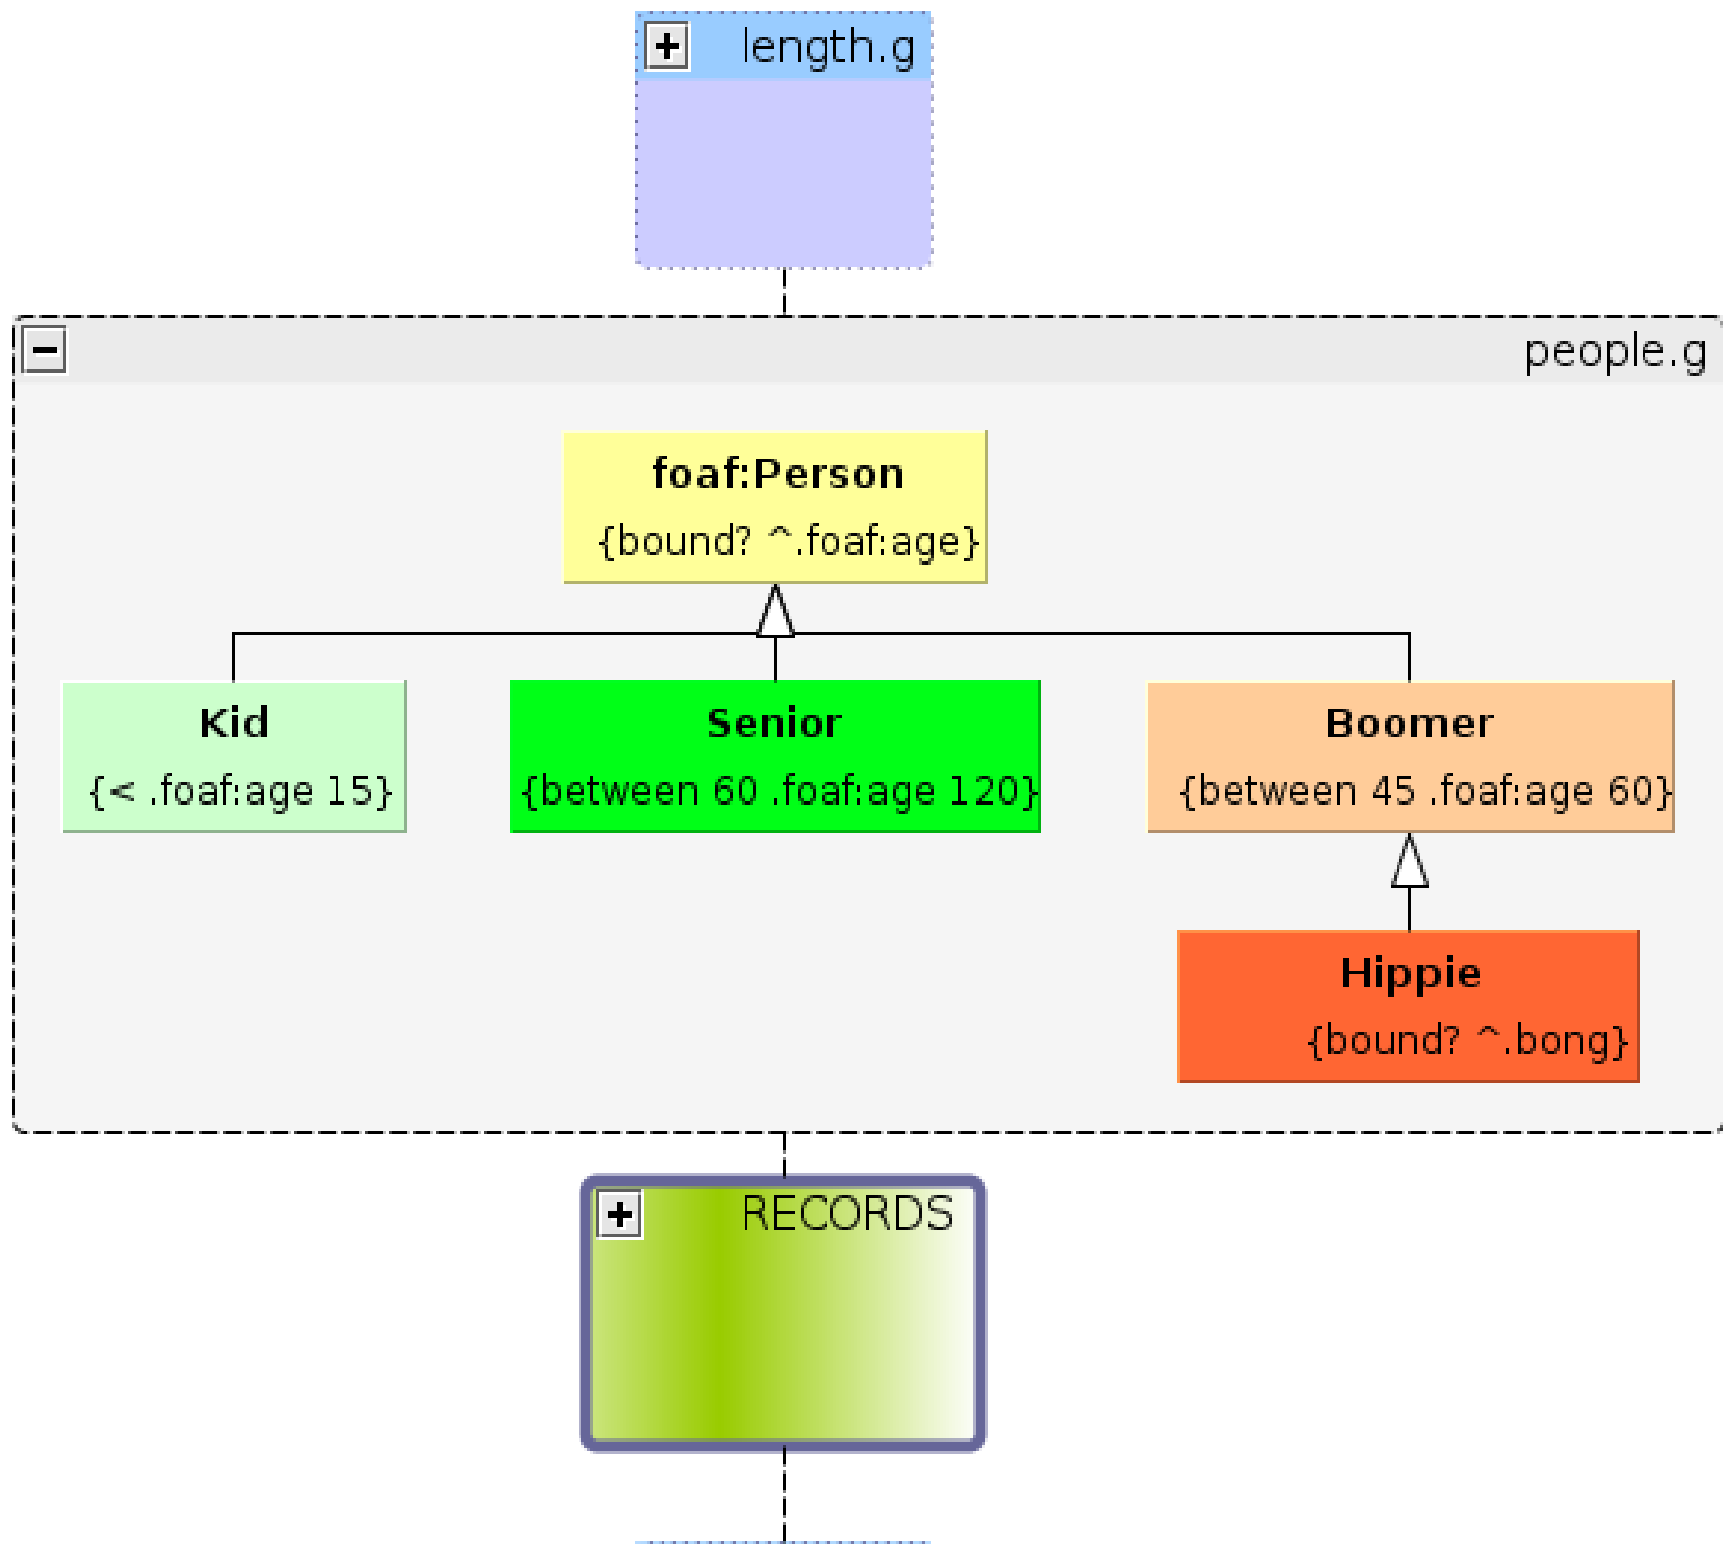 length.g
people.g
foaf:Person
{bound? ^.foaf:age}
Kid
{< .foaf:age 15}
Senior
{between 60 .foaf:age 120}
Boomer
{between 45 .foaf:age 60}
Hippie
{bound? ^.bong}
RECORDS